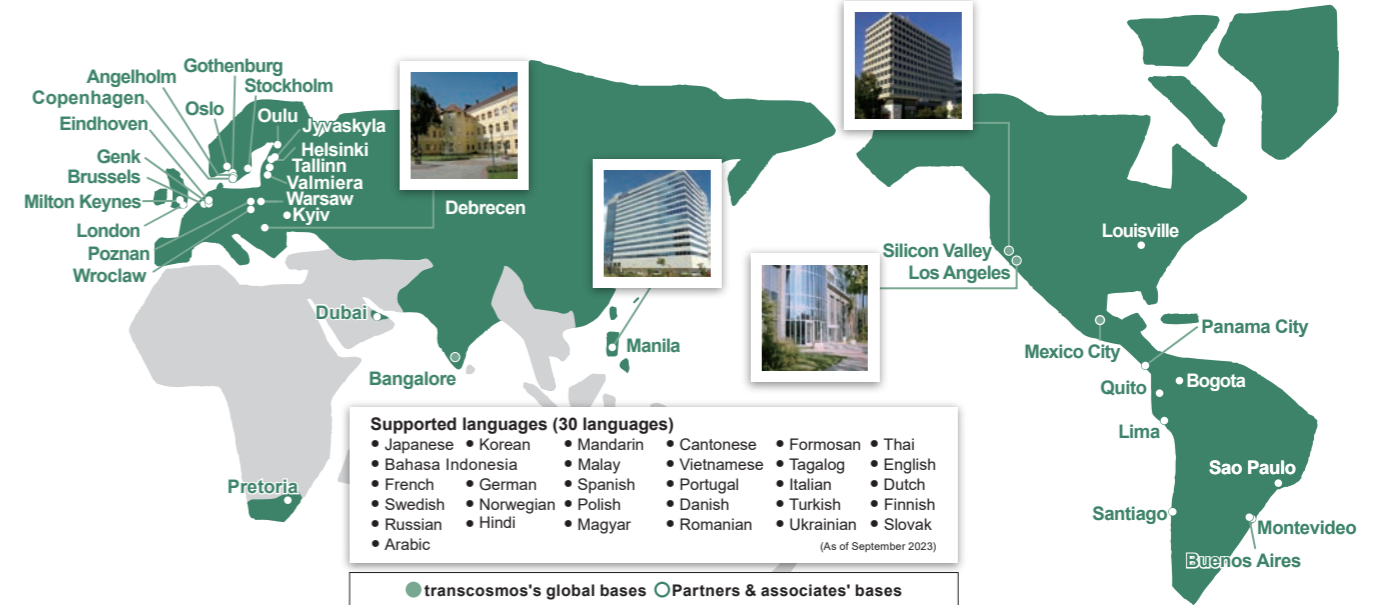 Gothenburg
Angelholm
Stockholm
Copenhagen
Oslo
Oulu
Eindhoven
Jyvaskyla
Helsinki
Genk
Tallinn
Brussels
Valmiera
Milton Keynes
Warsaw
Kyiv
London
Debrecen
Poznan
Wroclaw
Dubai
Manila
Bangalore
Pretoria
Louisville
Silicon Valley
Los Angeles
Panama City
Mexico City
Bogota
Quito
Lima
Sao Paulo
Santiago
Montevideo
Buenos Aires
Supported languages (30 languages)
• Japanese • Korean • Mandarin • Cantonese • Formosan • Thai
• Bahasa Indonesia • Malay • Vietnamese • Tagalog • English
• French • German • Spanish • Portugal • Italian • Dutch
• Swedish • Norwegian • Polish • Danish • Turkish • Finnish
• Russian • Hindi • Magyar • Romanian • Ukrainian • Slovak
• Arabic
(As of September 2023)
transcosmos's global bases Partners & associates' bases